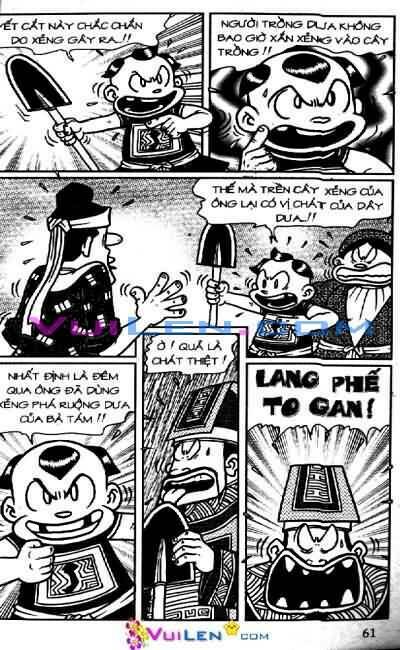 VẾT CẮT NÀY CHẮC CHẮN
DO XẺNG GÂY RA...!!
NGƯỜI TRỒNG DƯA KHÔNG
BAO GIỜ XẮN XẺNG VÀO CÂY
TRỒNG!!
THẾ MÀ TRÊN CÂY XẺNG CỦA
ÔNG LẠI CÓ VỊ CHÁT CỦA DÂY
DƯA..!!
VUILEN.COM
NHẤT ĐỊNH LÀ ĐÊM
QUA ÔNG ĐÃ DÙNG
XẺNG PHÁ RUỘNG DƯA
CỦA BÀ TÁM!!
Ờ! QUẢ LÀ
CHÁT THIỆT!
LANG PHIẾ
TO GAN!
61
VUILEN.COM